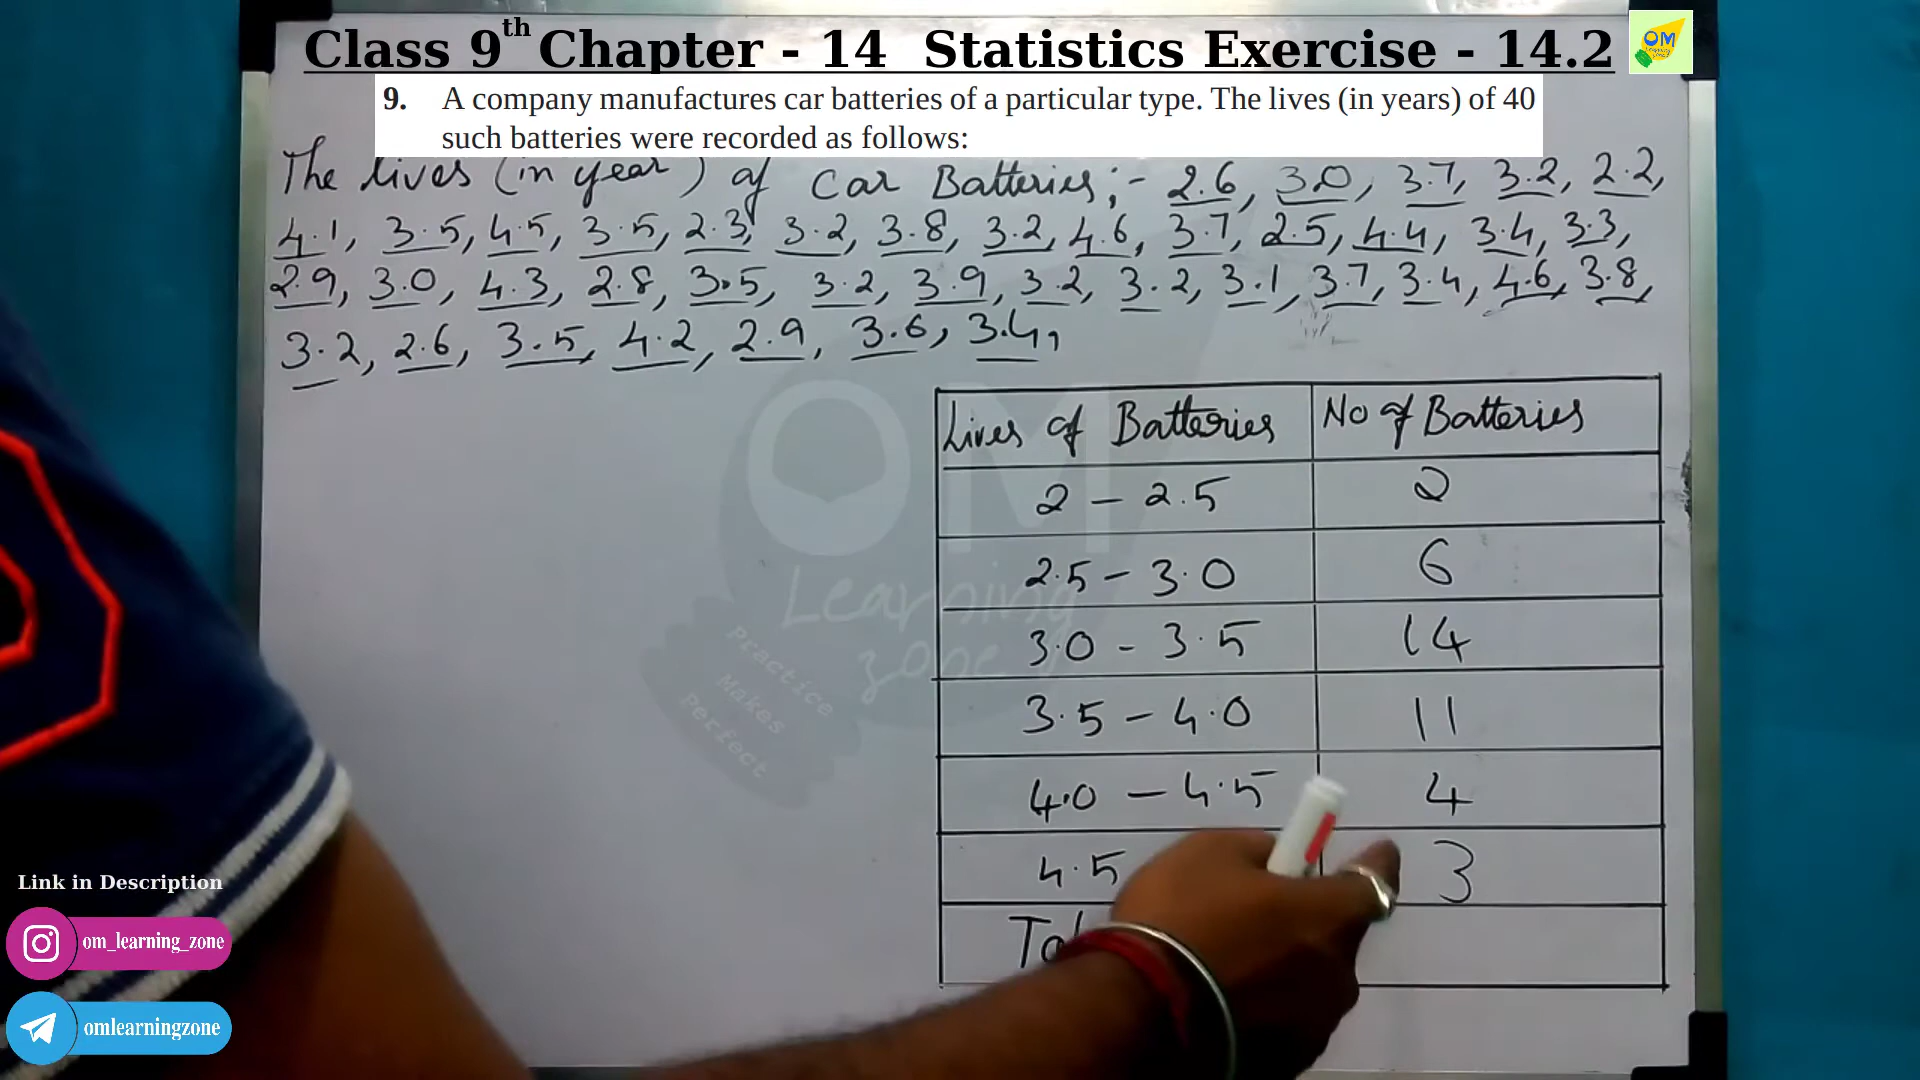 Class 9th Chapter - 14 Statistics Exercise - 14.2
OM
9. A company manufactures car batteries of a particular type. The lives (in years) of 40
such batteries were recorded as follows:
The lives (in year) of Car Batteries;- 2.6, 3.0, 3.7, 3.2, 2.2,
4.1, 3.5, 4.5, 3.5, 2.3, 3.2, 3.8, 3.2, 4.6, 3.7, 2.5, 4.4, 3.4, 3.3,
2.9, 3.0, 4.3, 2.8, 3.5, 3.2, 3.9, 3.2, 3.2, 3.1, 3.7, 3.4, 4.6, 3.8,
3.2, 2.6, 3.5, 4.2, 2.9, 3.6, 3.4,
Lives of Batteries No of Batteries
2 - 2.5 2
2.5 - 3.0 6
3.0 - 3.5 14
3.5 - 4.0 11
4.0 - 4.5 4
4.5 3
OM
Learning
zone
Practice
Makes
Perfect
Link in Description
om_learning_zone
omlearningzone